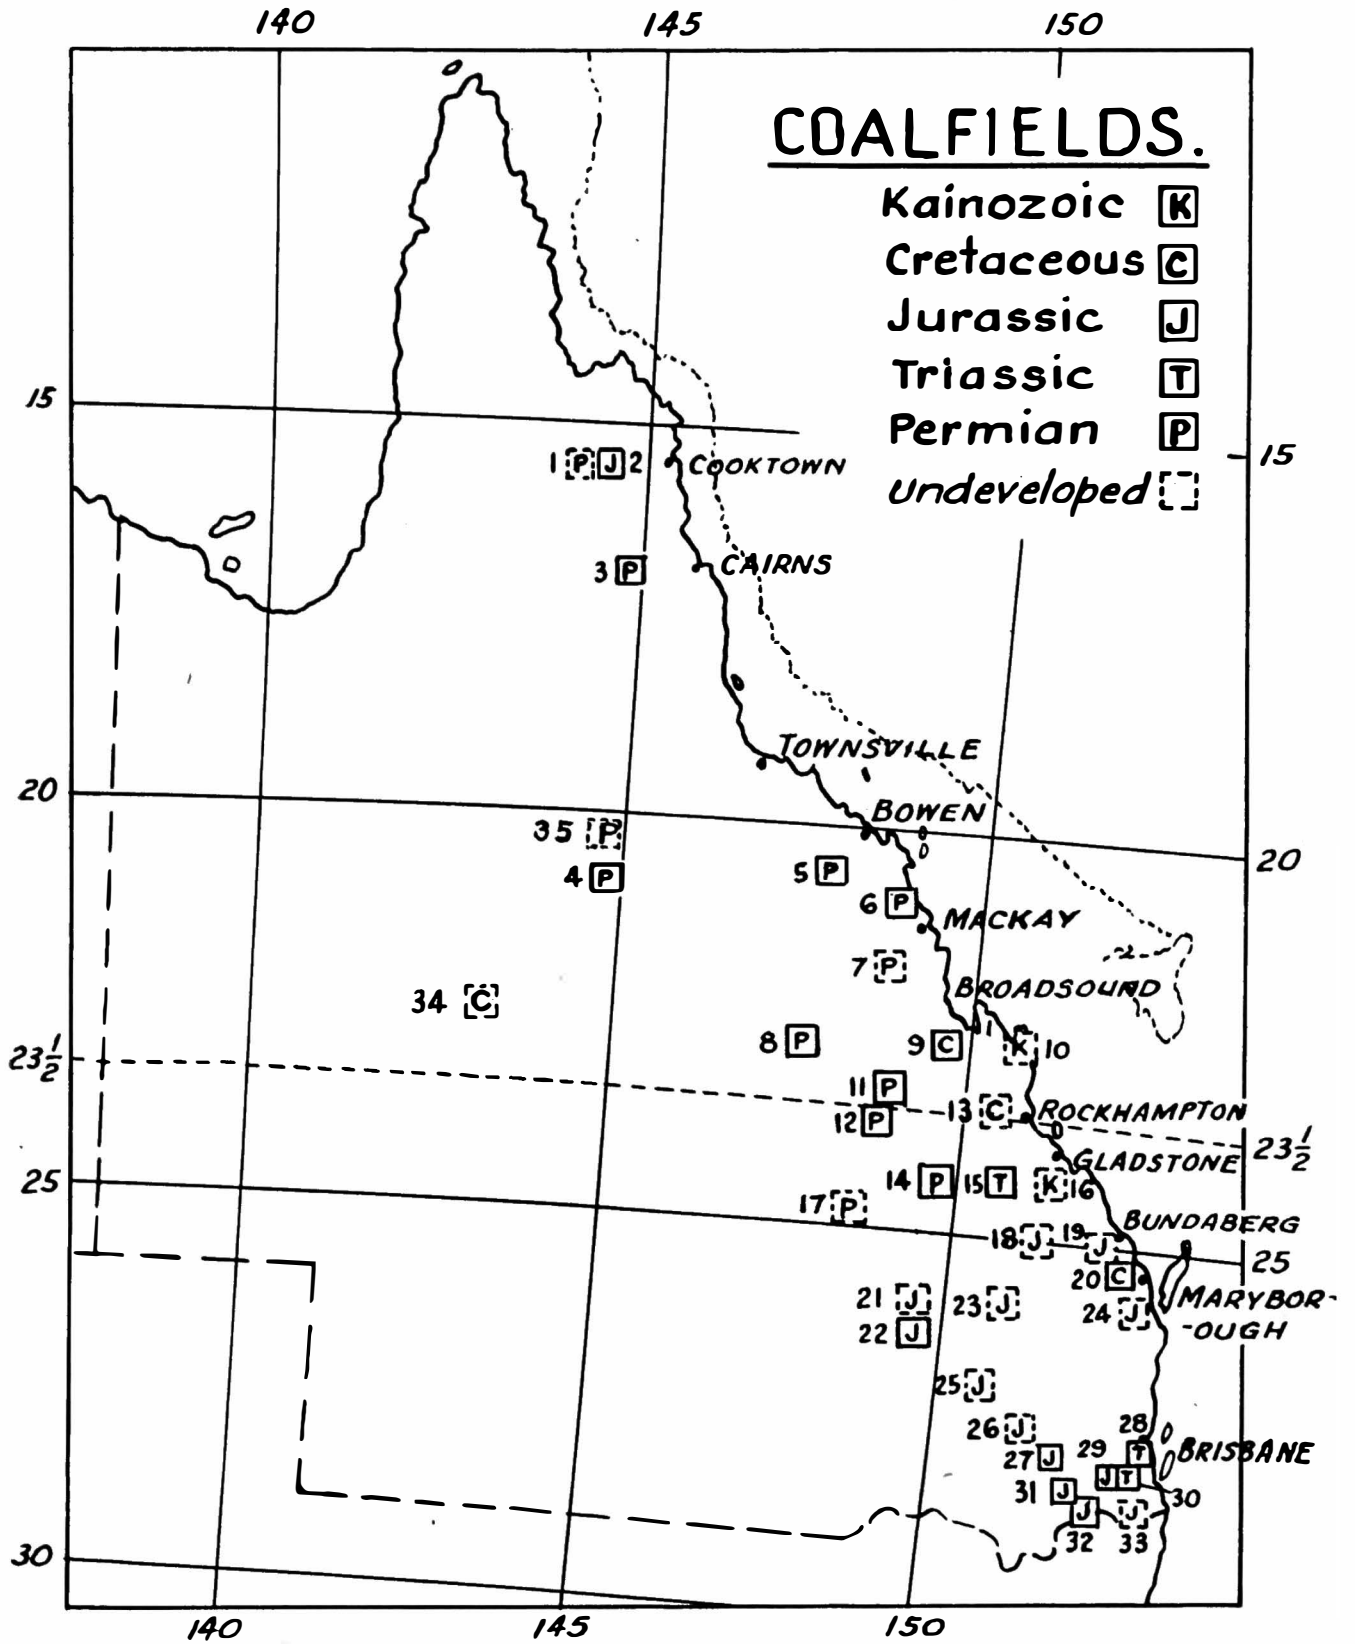 140 145 150
COALFIELDS.
Kainozoic K
Cretaceous C
Jurassic J
Triassic T
Permian P
Undeveloped
15
15
1 P J 2 COOKTOWN
3 P CAIRNS
TOWNSVILLE
20
BOWEN
35 P
20
4 P
5 P
6 P
MACKAY
7 P
BROADSOUND
34 C
8 P
9 C
K 10
23½
11 P
12 P
13 C ROCKHAMPTON
23½
GLADSTONE
25
14 P
15 T
K 16
17 P
BUNDABERG
18 J
19 J
25
20 C
MARYBOR-
-OUGH
21 J
23 J
24 J
22 J
25 J
26 J
28 T
BRISBANE
27 J
29 J T 30
31 J
32 J
33 J
30
140 145 150